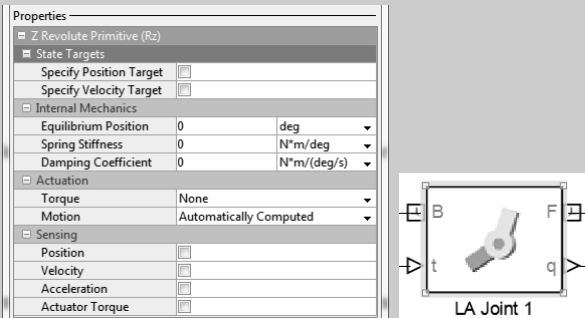 Properties
Z Revolute Primitive (Rz)
State Targets
Specify Position Target
Specify Velocity Target
Internal Mechanics
Equilibrium Position 0 deg
Spring Stiffness 0 N*m/deg
Damping Coefficient 0 N*m/(deg/s)
Actuation
Torque None
Motion Automatically Computed
Sensing
Position
Velocity
Acceleration
Actuator Torque
B F
t q
LA Joint 1